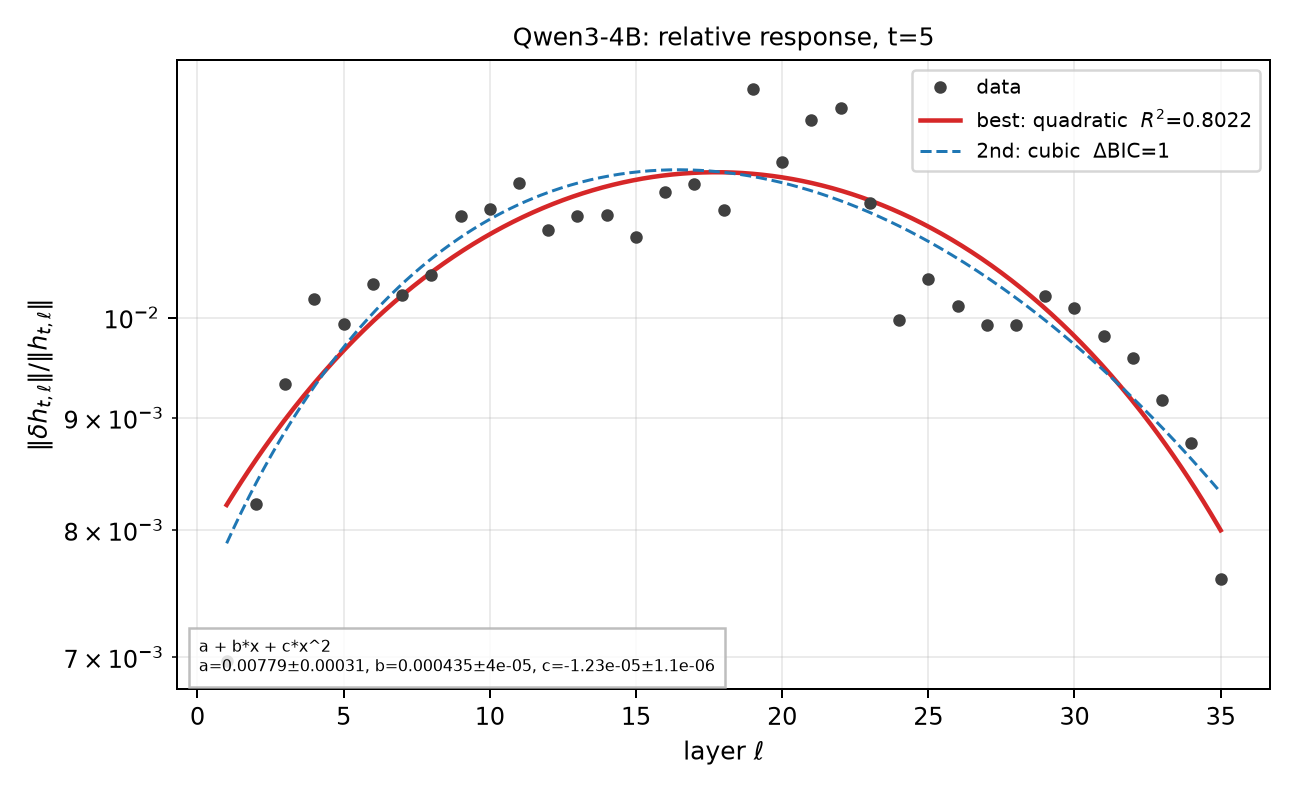 Qwen3-4B: relative response, t=5
data
best: quadratic R²=0.8022
2nd: cubic ΔBIC=1
‖δh_{t,ℓ}‖/‖h_{t,ℓ}‖
10⁻²
9 × 10⁻³
8 × 10⁻³
7 × 10⁻³
a + b*x + c*x^2
a=0.00779±0.00031, b=0.000435±4e-05, c=-1.23e-05±1.1e-06
0 5 10 15 20 25 30 35
layer ℓ